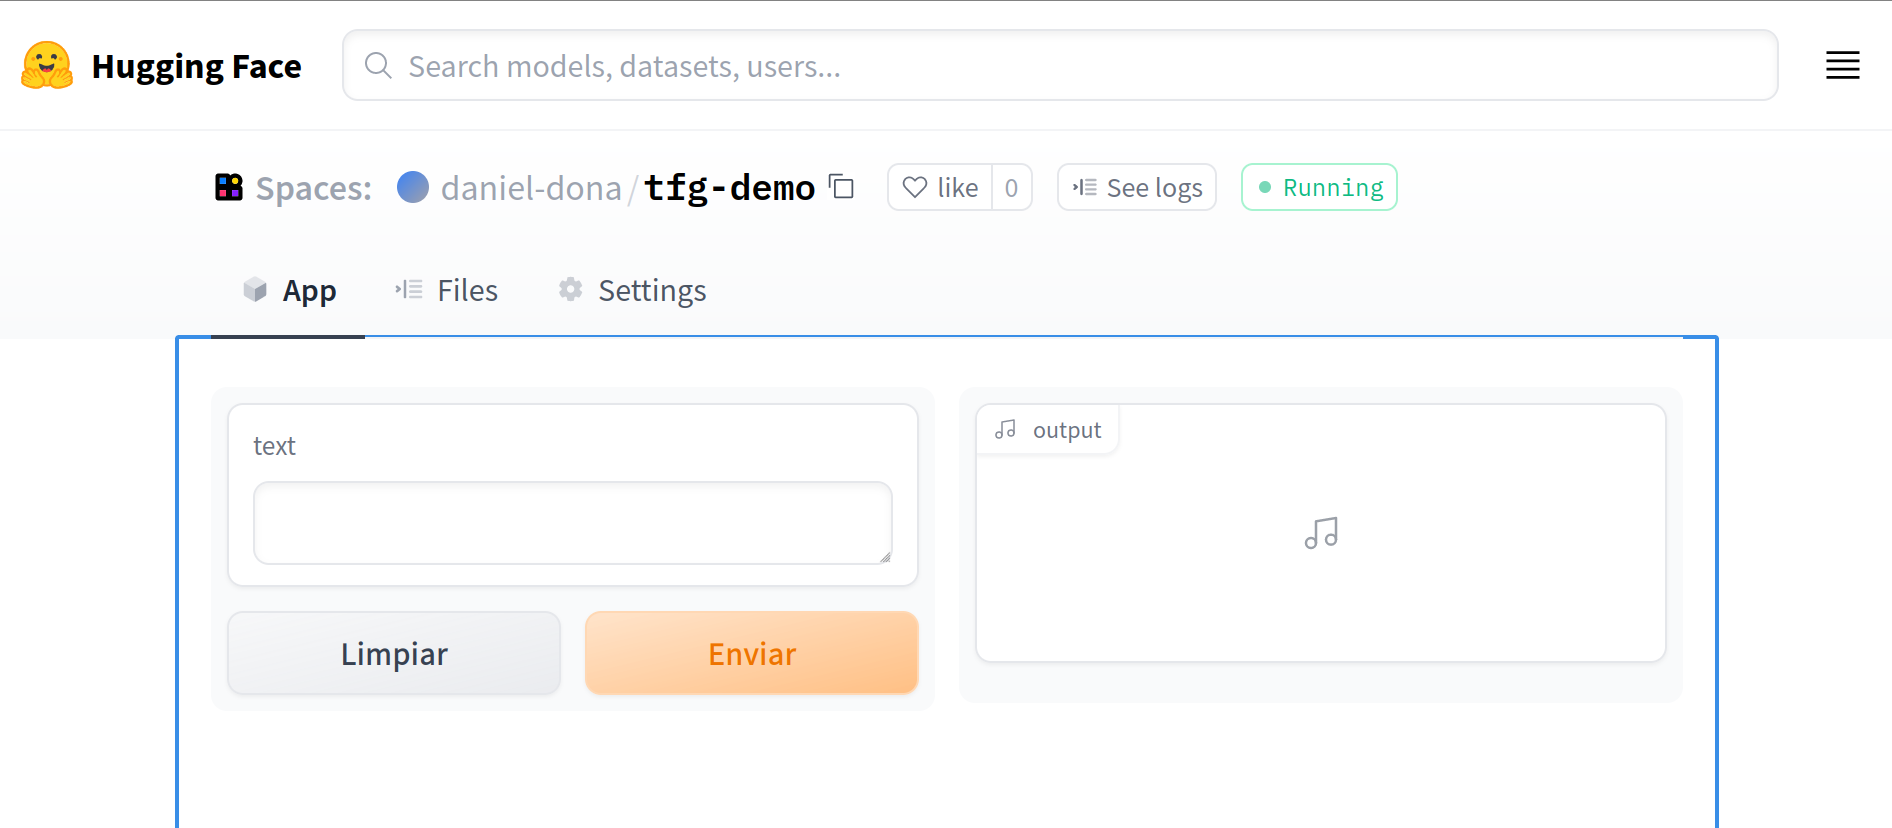 Hugging Face
Search models, datasets, users...
Spaces: daniel-dona/tfg-demo like 0 See logs Running
App Files Settings
text
output
Limpiar Enviar